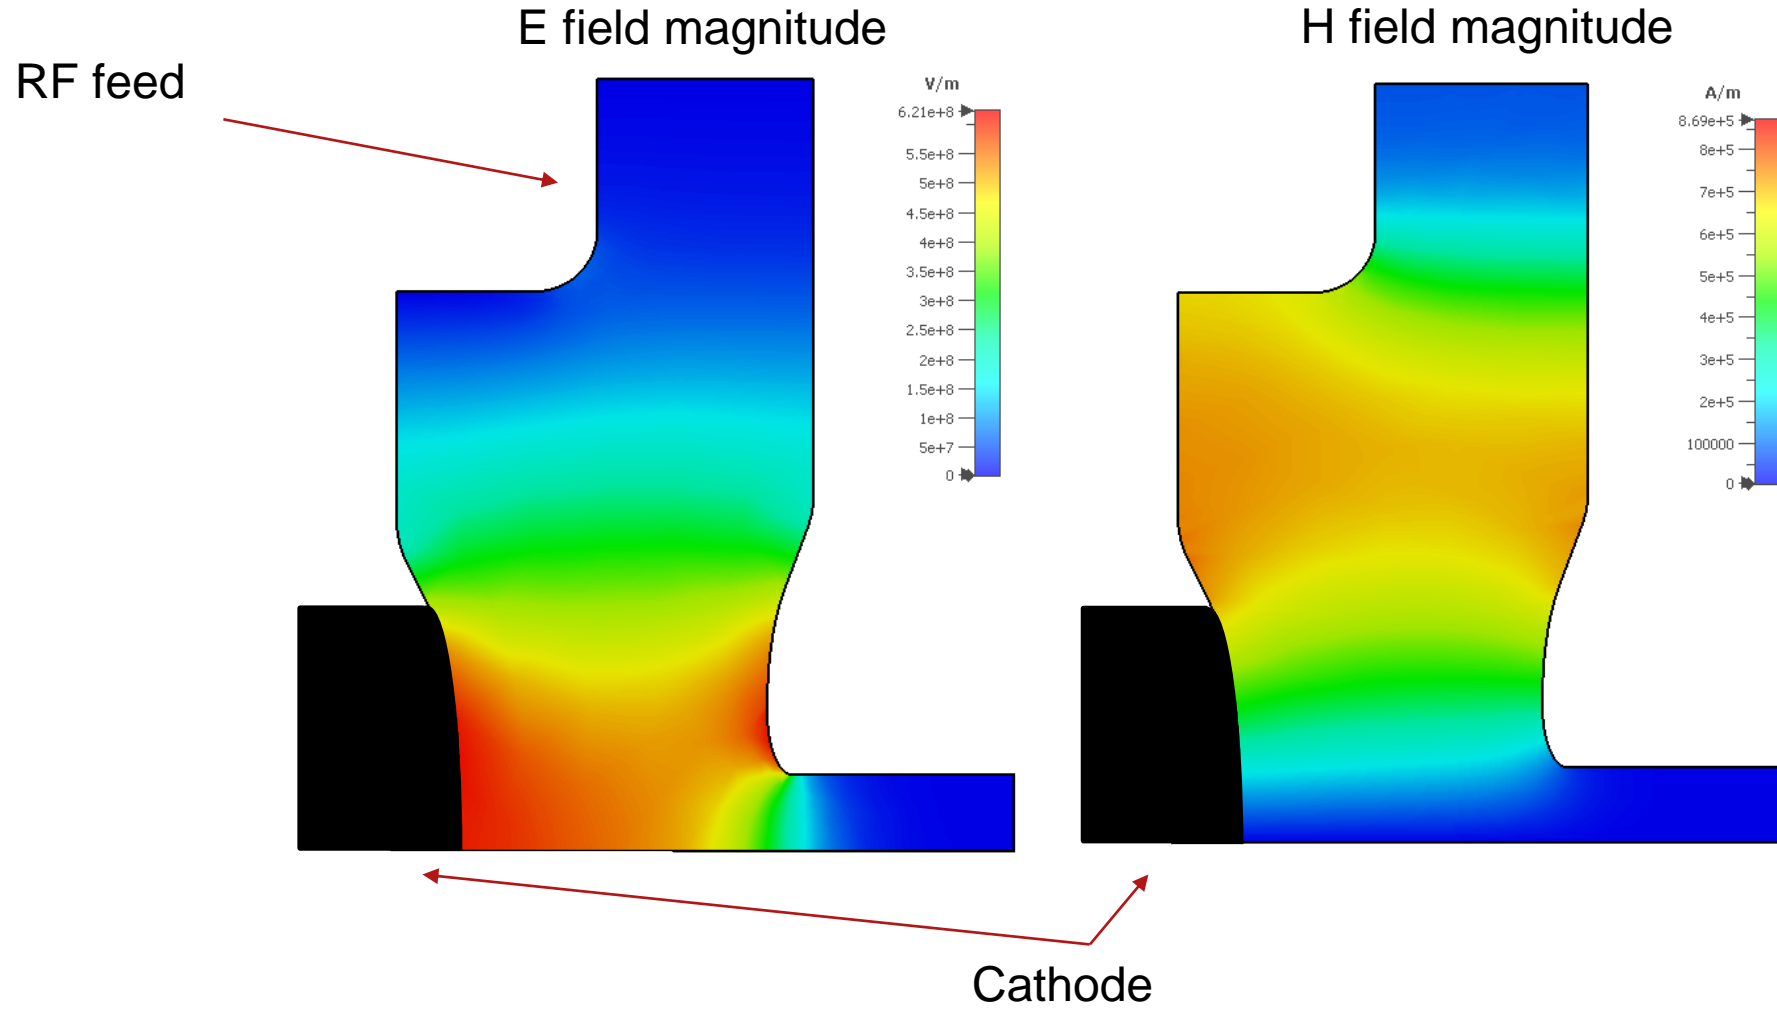 E field magnitude
H field magnitude
RF feed
V/m
6.21e+8
5.5e+8
5e+8
4.5e+8
4e+8
3.5e+8
3e+8
2.5e+8
2e+8
1.5e+8
1e+8
5e+7
0
A/m
8.69e+5
8e+5
7e+5
6e+5
5e+5
4e+5
3e+5
2e+5
100000
0
Cathode